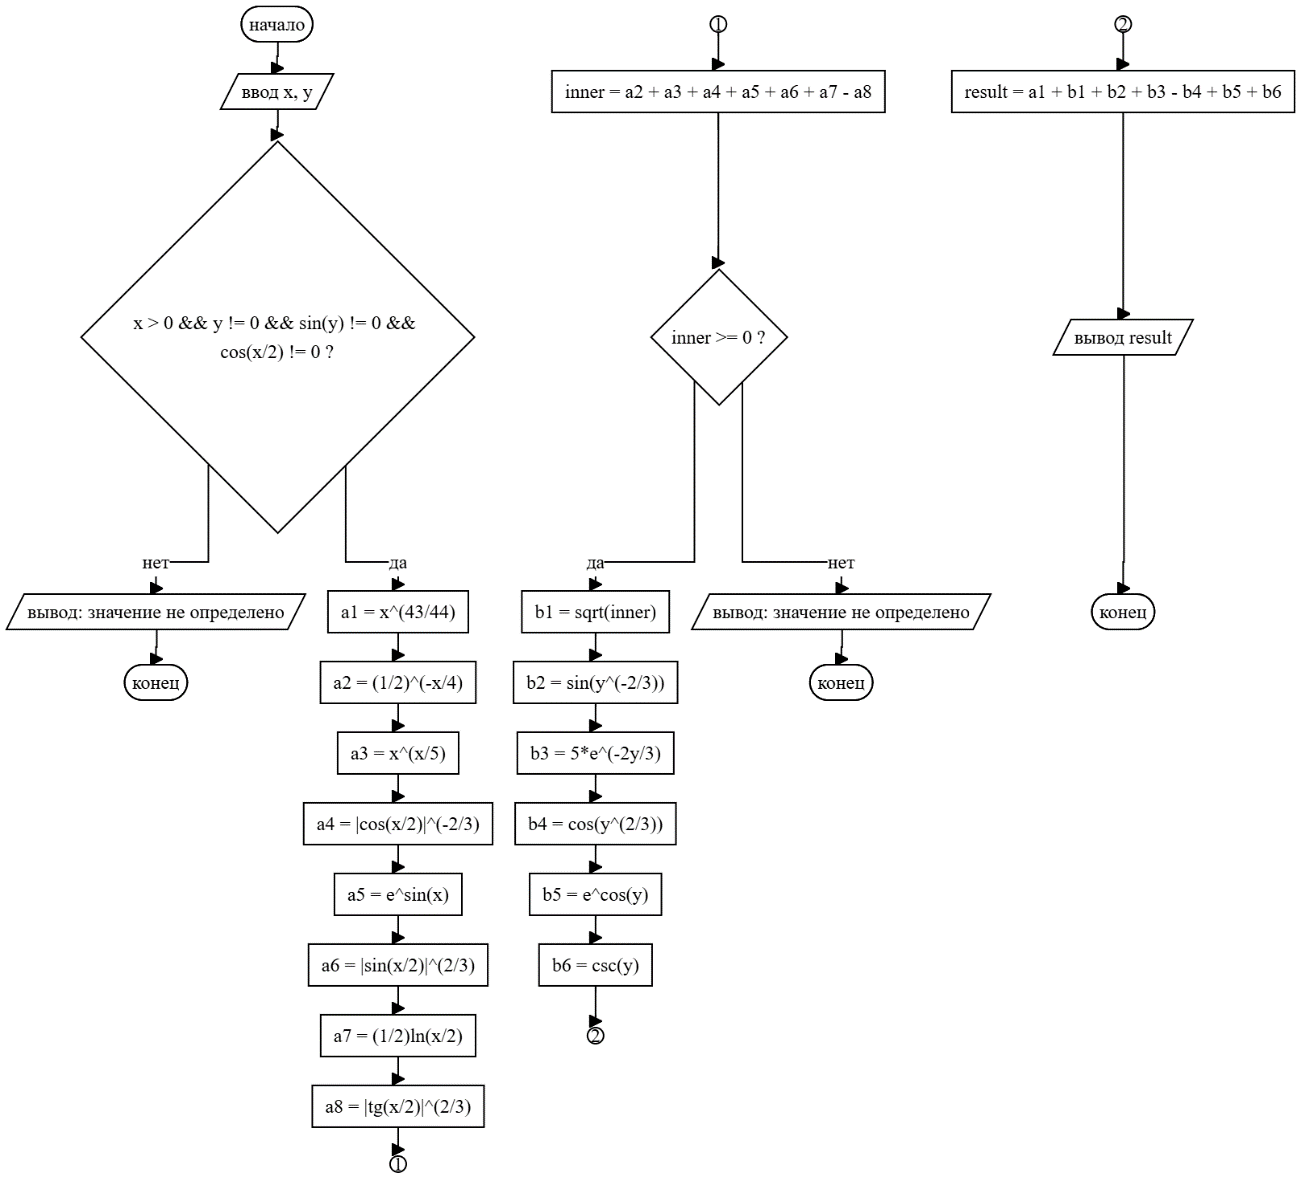 начало
ввод x, y
x > 0 && y != 0 && sin(y) != 0 &&
cos(x/2) != 0 ?
нет
да
вывод: значение не определено
конец
a1 = x^(43/44)
a2 = (1/2)^(-x/4)
a3 = x^(x/5)
a4 = |cos(x/2)|^(-2/3)
a5 = e^sin(x)
a6 = |sin(x/2)|^(2/3)
a7 = (1/2)ln(x/2)
a8 = |tg(x/2)|^(2/3)
1
1
inner = a2 + a3 + a4 + a5 + a6 + a7 - a8
inner >= 0 ?
да
нет
b1 = sqrt(inner)
b2 = sin(y^(-2/3))
b3 = 5*e^(-2y/3)
b4 = cos(y^(2/3))
b5 = e^cos(y)
b6 = csc(y)
2
вывод: значение не определено
конец
2
result = a1 + b1 + b2 + b3 - b4 + b5 + b6
вывод result
конец